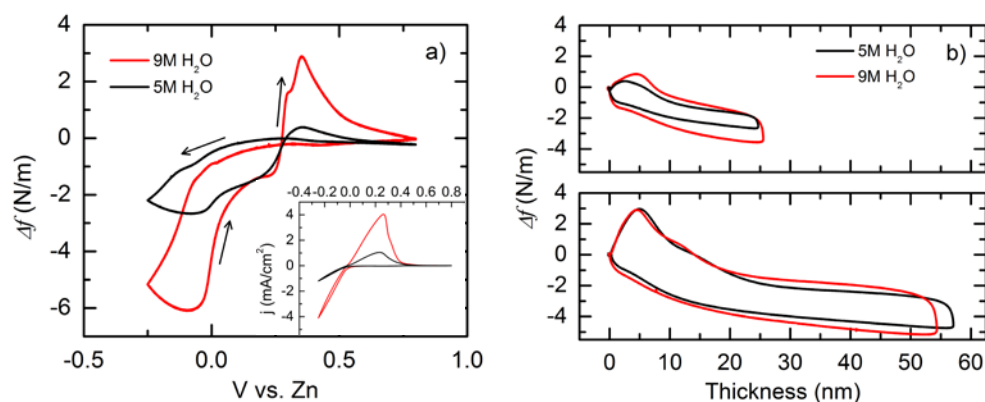 a)
9M H₂O
5M H₂O
Δf (N/m)
4
2
0
-2
-4
-6
-0.5
0.0
0.5
1.0
V vs. Zn
-0.4 -0.2 0.0 0.2 0.4 0.6 0.8
j (mA/cm²)
4
2
0
-2
-4
b)
5M H₂O
9M H₂O
Δf (N/m)
4
2
0
-2
-4
Δf (N/m)
4
2
0
-2
-4
0 10 20 30 40 50 60
Thickness (nm)